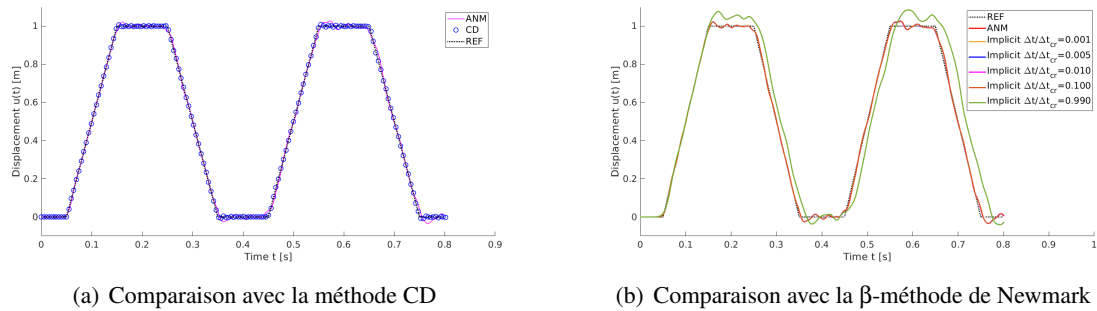 ANM
CD
REF
Displacement u(t) [m]
1
0.8
0.6
0.4
0.2
0
0 0.1 0.2 0.3 0.4 0.5 0.6 0.7 0.8 0.9
Time t [s]
(a) Comparaison avec la méthode CD
REF
ANM
Implicit Δt/Δt_cr=0.001
Implicit Δt/Δt_cr=0.005
Implicit Δt/Δt_cr=0.010
Implicit Δt/Δt_cr=0.100
Implicit Δt/Δt_cr=0.990
Displacement u(t) [m]
1
0.8
0.6
0.4
0.2
0
0 0.1 0.2 0.3 0.4 0.5 0.6 0.7 0.8 0.9 1
Time t [s]
(b) Comparaison avec la β-méthode de Newmark